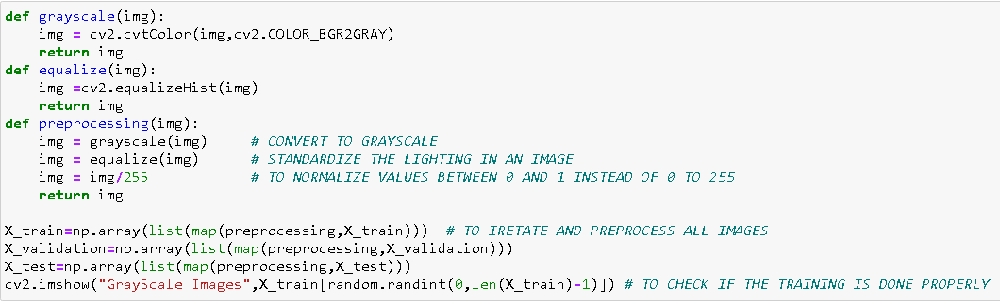 def grayscale(img):
    img = cv2.cvtColor(img,cv2.COLOR_BGR2GRAY)
    return img
def equalize(img):
    img =cv2.equalizeHist(img)
    return img
def preprocessing(img):
    img = grayscale(img)     # CONVERT TO GRAYSCALE
    img = equalize(img)      # STANDARDIZE THE LIGHTING IN AN IMAGE
    img = img/255            # TO NORMALIZE VALUES BETWEEN 0 AND 1 INSTEAD OF 0 TO 255
    return img

X_train=np.array(list(map(preprocessing,X_train)))  # TO IRETATE AND PREPROCESS ALL IMAGES
X_validation=np.array(list(map(preprocessing,X_validation)))
X_test=np.array(list(map(preprocessing,X_test)))
cv2.imshow("GrayScale Images",X_train[random.randint(0,len(X_train)-1)]) # TO CHECK IF THE TRAINING IS DONE PROPERLY